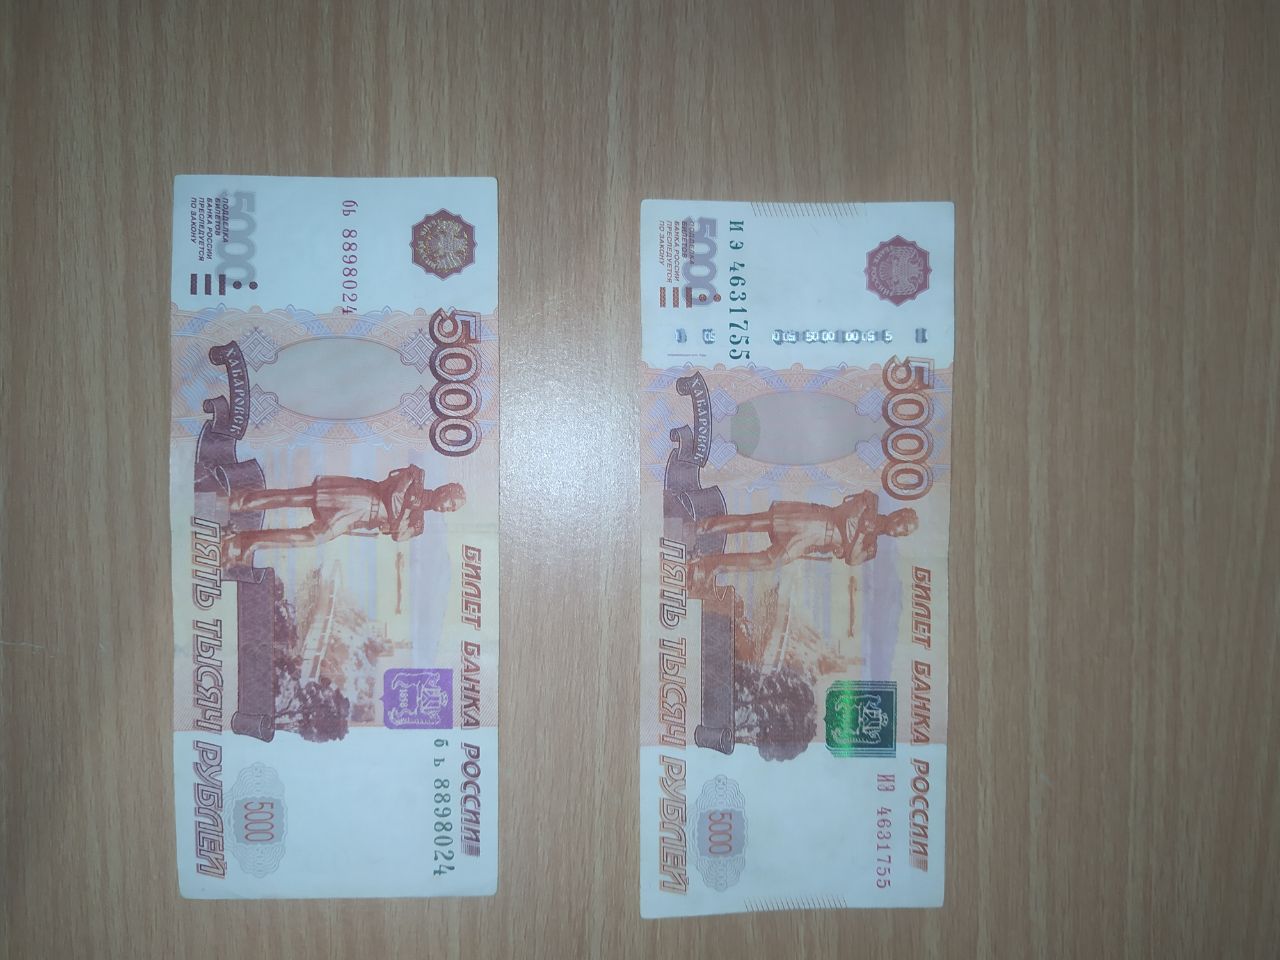 5000
ПОДДЕЛКА
БИЛЕТОВ
БАНКА РОССИИ
ПРЕСЛЕДУЕТСЯ
ПО ЗАКОНУ
бь 8898024
5000
ХАБАРОВСК
БИЛЕТ БАНКА РОССИИ
ПЯТЬ ТЫСЯЧ РУБЛЕЙ
1858
5000
бь 8898024
5000
ПОДДЕЛКА
БИЛЕТОВ
БАНКА РОССИИ
ПРЕСЛЕДУЕТСЯ
ПО ЗАКОНУ
ИЭ 4631755
5000
ХАБАРОВСК
БИЛЕТ БАНКА РОССИИ
ПЯТЬ ТЫСЯЧ РУБЛЕЙ
5000
ИЭ 4631755